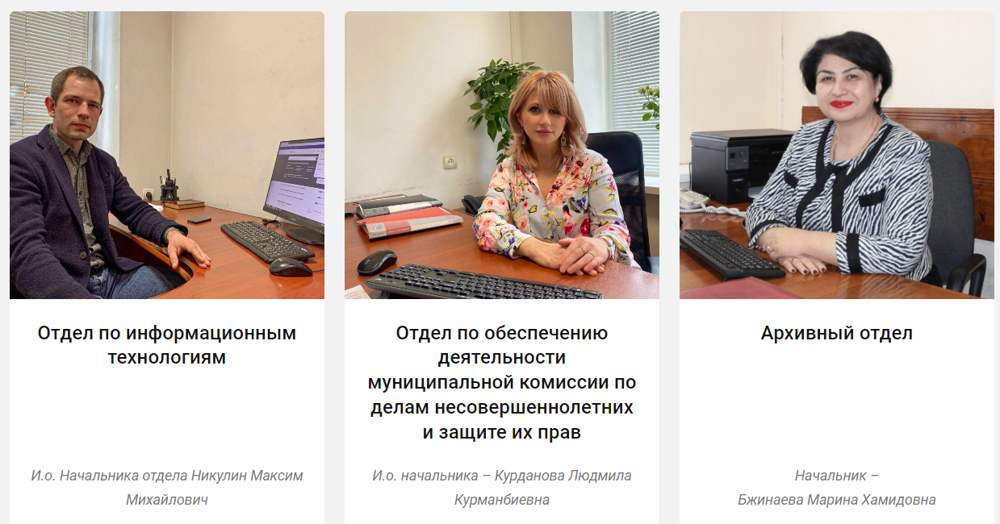 Отдел по информационным
технологиям
И.о. Начальника отдела Никулин Максим
Михайлович
Отдел по обеспечению
деятельности
муниципальной комиссии по
делам несовершеннолетних
и защите их прав
И.о. начальника – Курданова Людмила
Курманбиевна
Архивный отдел
Начальник –
Бжинаева Марина Хамидовна